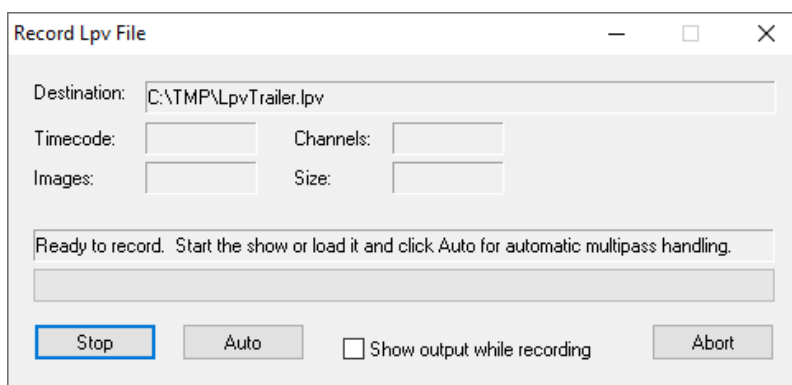 Record Lpv File
Destination: C:\TMP\LpvTrailer.lpv
Timecode: Channels:
Images: Size:
Ready to record.  Start the show or load it and click Auto for automatic multipass handling.
Stop Auto Show output while recording Abort